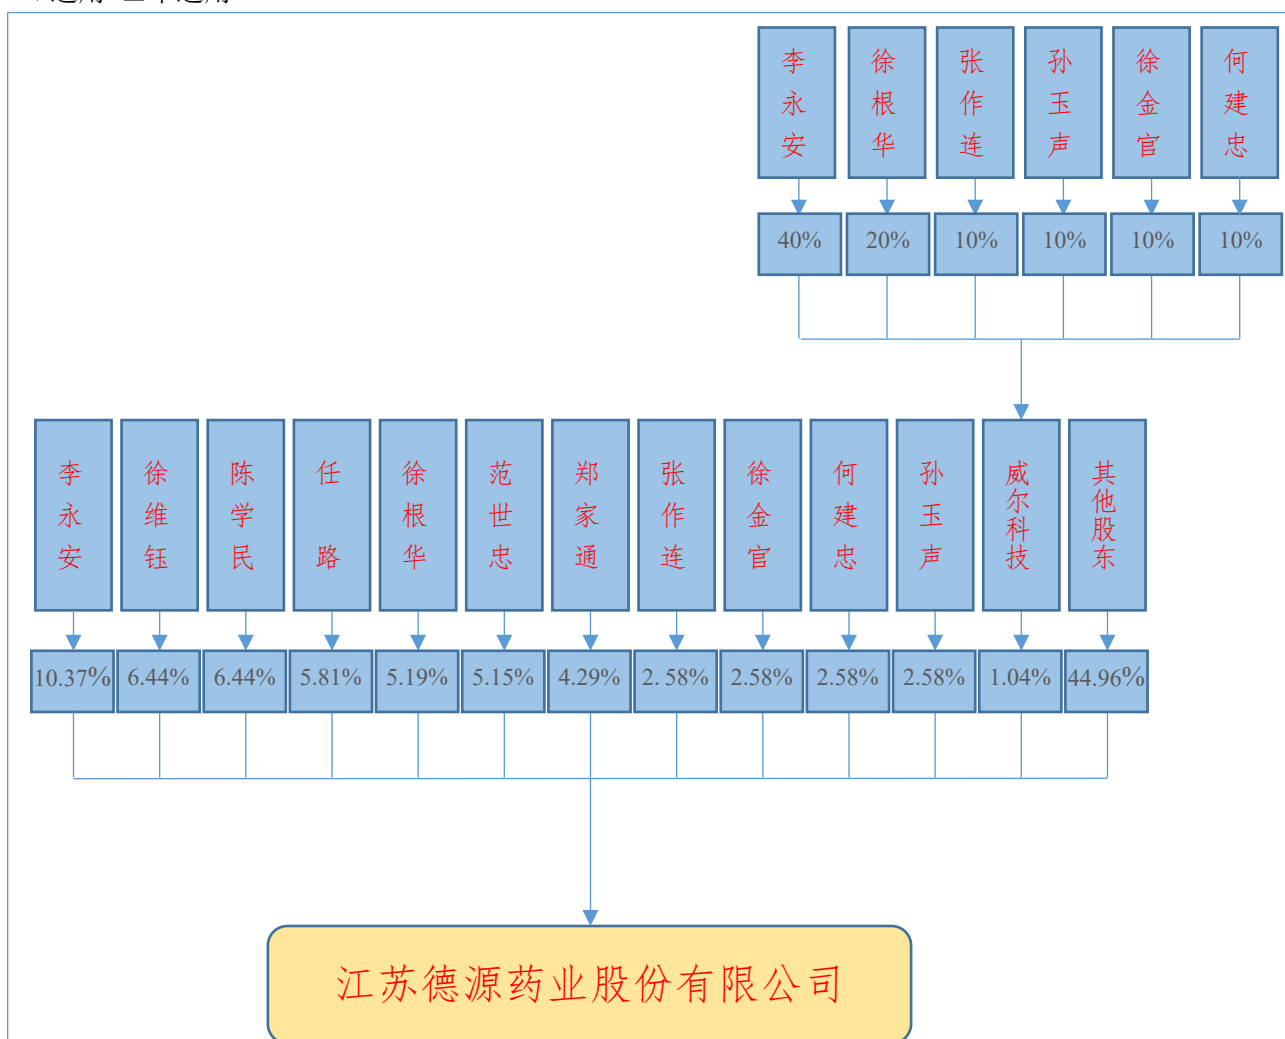 李永安
徐根华
张作连
孙玉声
徐金官
何建忠
40%
20%
10%
10%
10%
10%
李永安
徐维钰
陈学民
任路
徐根华
范世忠
郑家通
张作连
徐金官
何建忠
孙玉声
威尔科技
其他股东
10.37%
6.44%
6.44%
5.81%
5.19%
5.15%
4.29%
2. 58%
2.58%
2.58%
2.58%
1.04%
44.96%
江苏德源药业股份有限公司